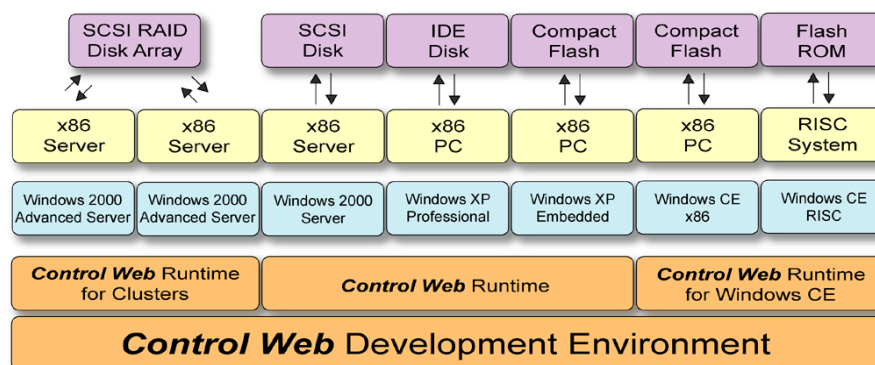 SCSI RAID
Disk Array
SCSI
Disk
IDE
Disk
Compact
Flash
Compact
Flash
Flash
ROM
x86
Server
x86
Server
x86
Server
x86
PC
x86
PC
x86
PC
RISC
System
Windows 2000
Advanced Server
Windows 2000
Advanced Server
Windows 2000
Server
Windows XP
Professional
Windows XP
Embedded
Windows CE
x86
Windows CE
RISC
Control Web Runtime
for Clusters
Control Web Runtime
Control Web Runtime
for Windows CE
Control Web Development Environment